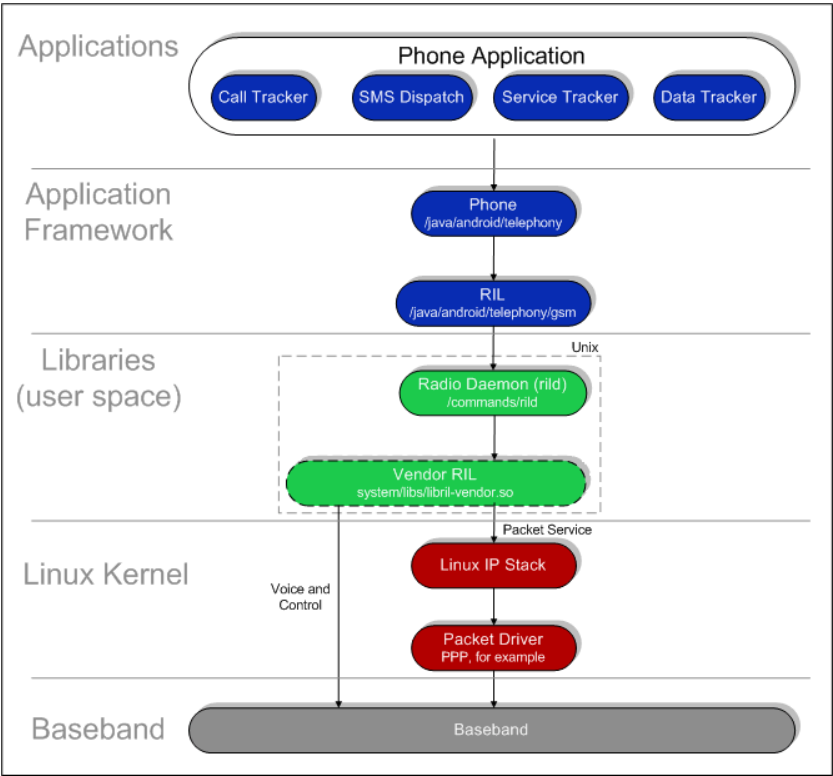 Applications
Phone Application
Call Tracker
SMS Dispatch
Service Tracker
Data Tracker
Application
Framework
Phone
/java/android/telephony
RIL
/java/android/telephony/gsm
Libraries
(user space)
Unix
Radio Daemon (rild)
/commands/rild
Vendor RIL
system/libs/libril-vendor.so
Packet Service
Linux Kernel
Linux IP Stack
Voice and
Control
Packet Driver
PPP, for example
Baseband
Baseband